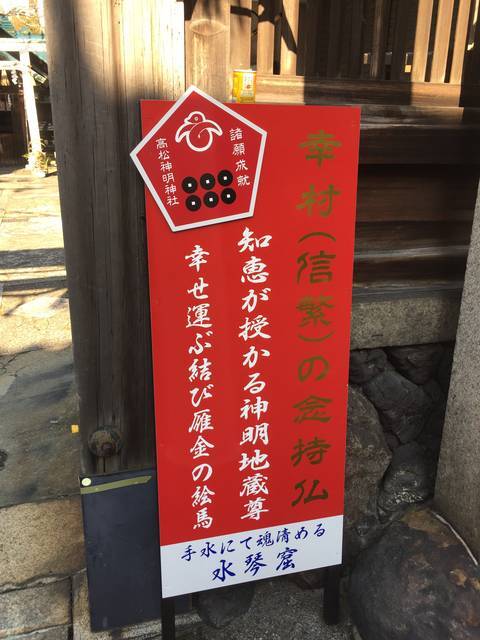 諸願成就
高松神明神社
幸村(信繁)の念持仏
知恵が授かる神明地蔵尊
幸せ運ぶ結び雁金の絵馬
手水にて魂清める
水琴窟